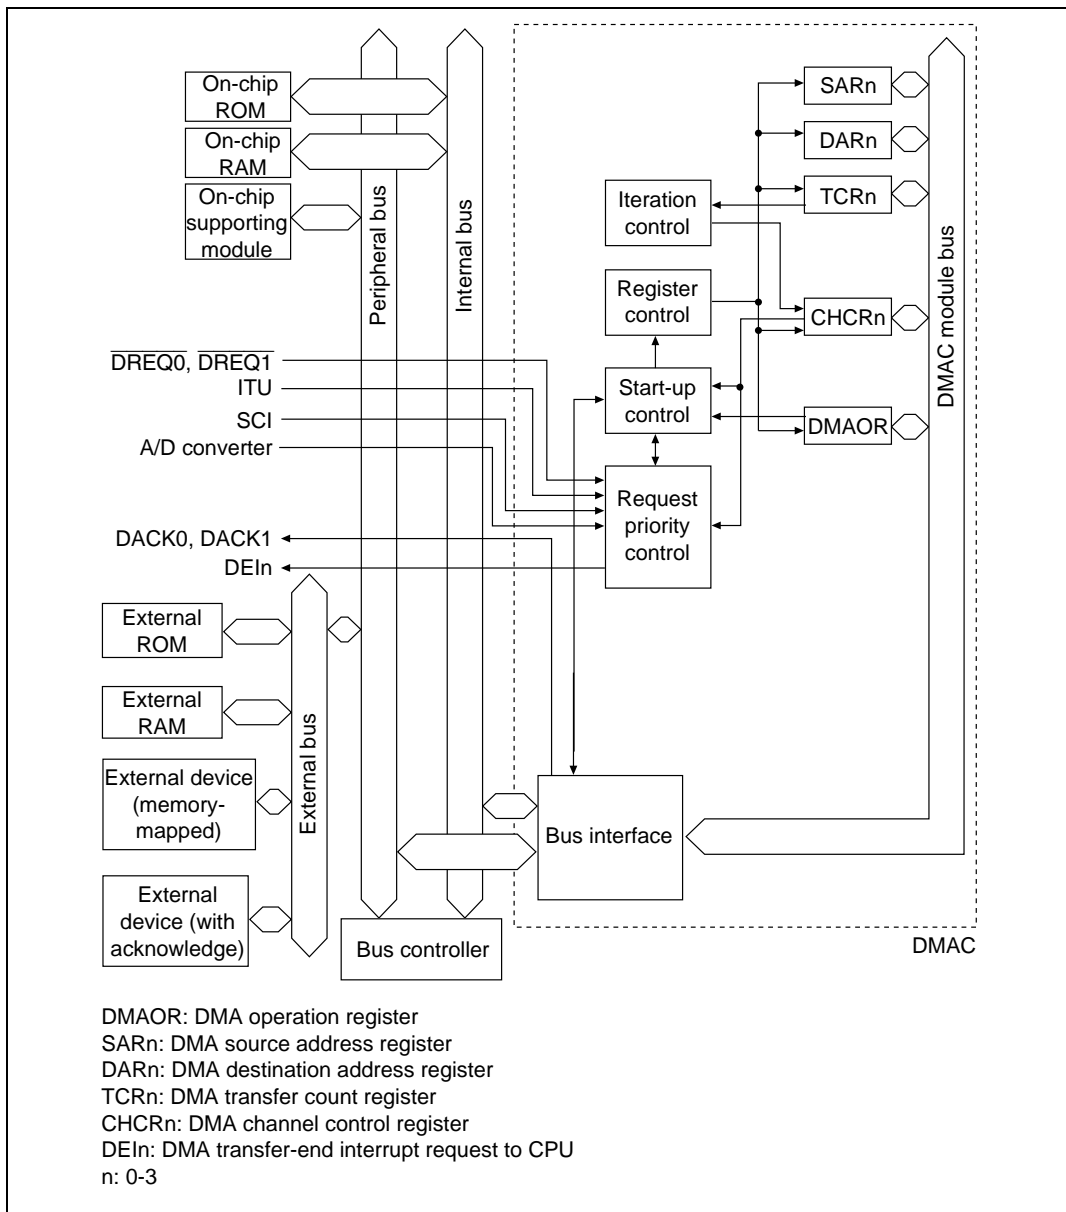 On-chip
ROM
On-chip
RAM
On-chip
supporting
module
Peripheral bus
Internal bus
SARn
DARn
TCRn
Iteration
control
Register
control
CHCRn
DMAC module bus
Start-up
control
DMAOR
DREQ0, DREQ1
ITU
SCI
A/D converter
Request
priority
control
DACK0, DACK1
DEIn
External
ROM
External
RAM
External bus
External device
(memory-
mapped)
External
device (with
acknowledge)
Bus interface
Bus controller
DMAC
DMAOR: DMA operation register
SARn: DMA source address register
DARn: DMA destination address register
TCRn: DMA transfer count register
CHCRn: DMA channel control register
DEIn: DMA transfer-end interrupt request to CPU
n: 0-3